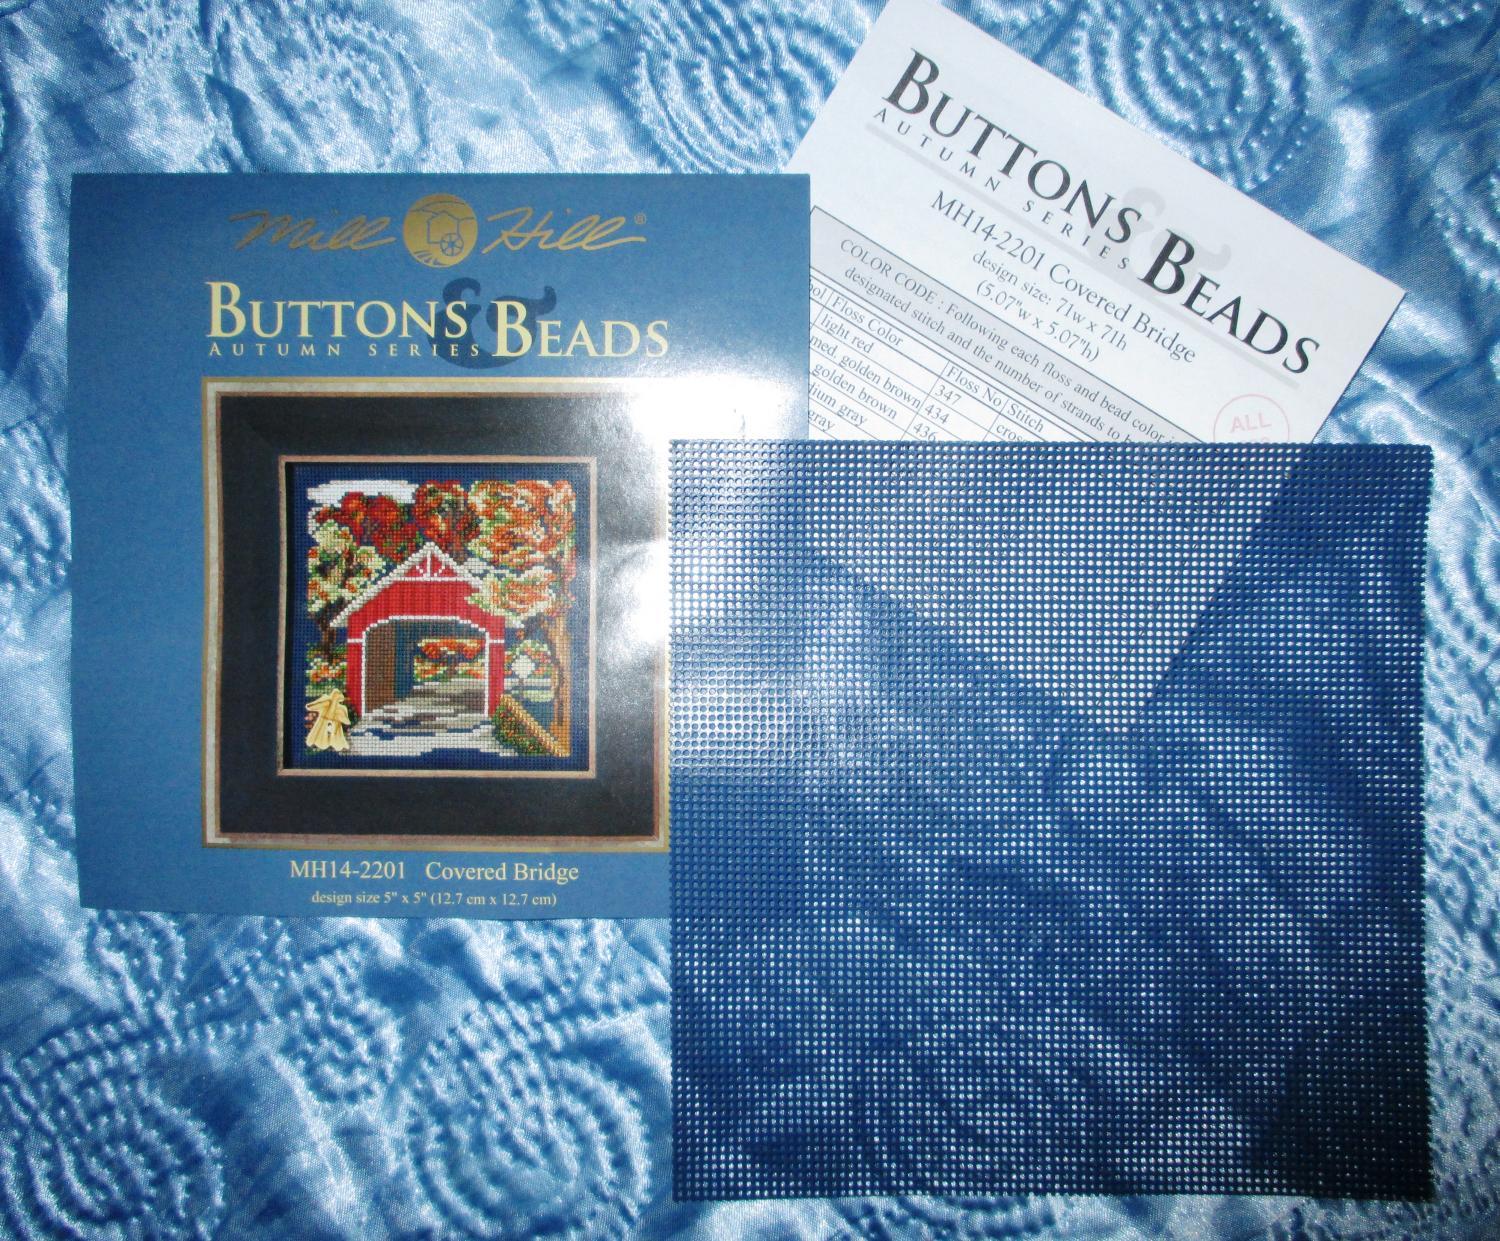 Mill Hill®
BUTTONS & BEADS
AUTUMN SERIES
MH14-2201 Covered Bridge
design size 5" x 5" (12.7 cm x 12.7 cm)
BUTTONS & BEADS
AUTUMN SERIES
MH14-2201 Covered Bridge
design size: 71w x 71h
(5.07"w x 5.07"h)
COLOR CODE : Following each floss and bead color
designated stitch and the number of strands to
Floss Color Floss No Stitch
light red 347
med. golden brown 434
golden brown 436
gray
ALL